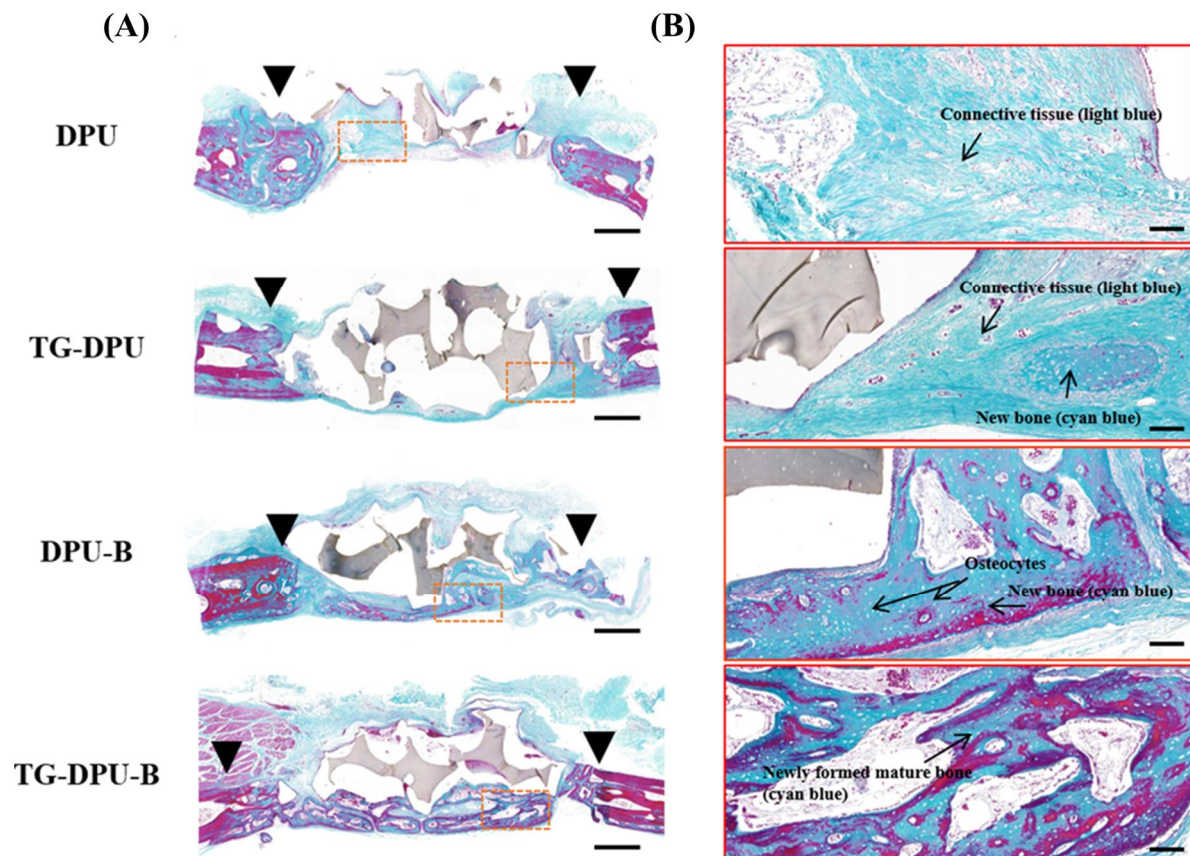 (A) (B)
DPU
Connective tissue (light blue)
TG-DPU
Connective tissue (light blue)
New bone (cyan blue)
DPU-B
Osteocytes
New bone (cyan blue)
TG-DPU-B
Newly formed mature bone
(cyan blue)